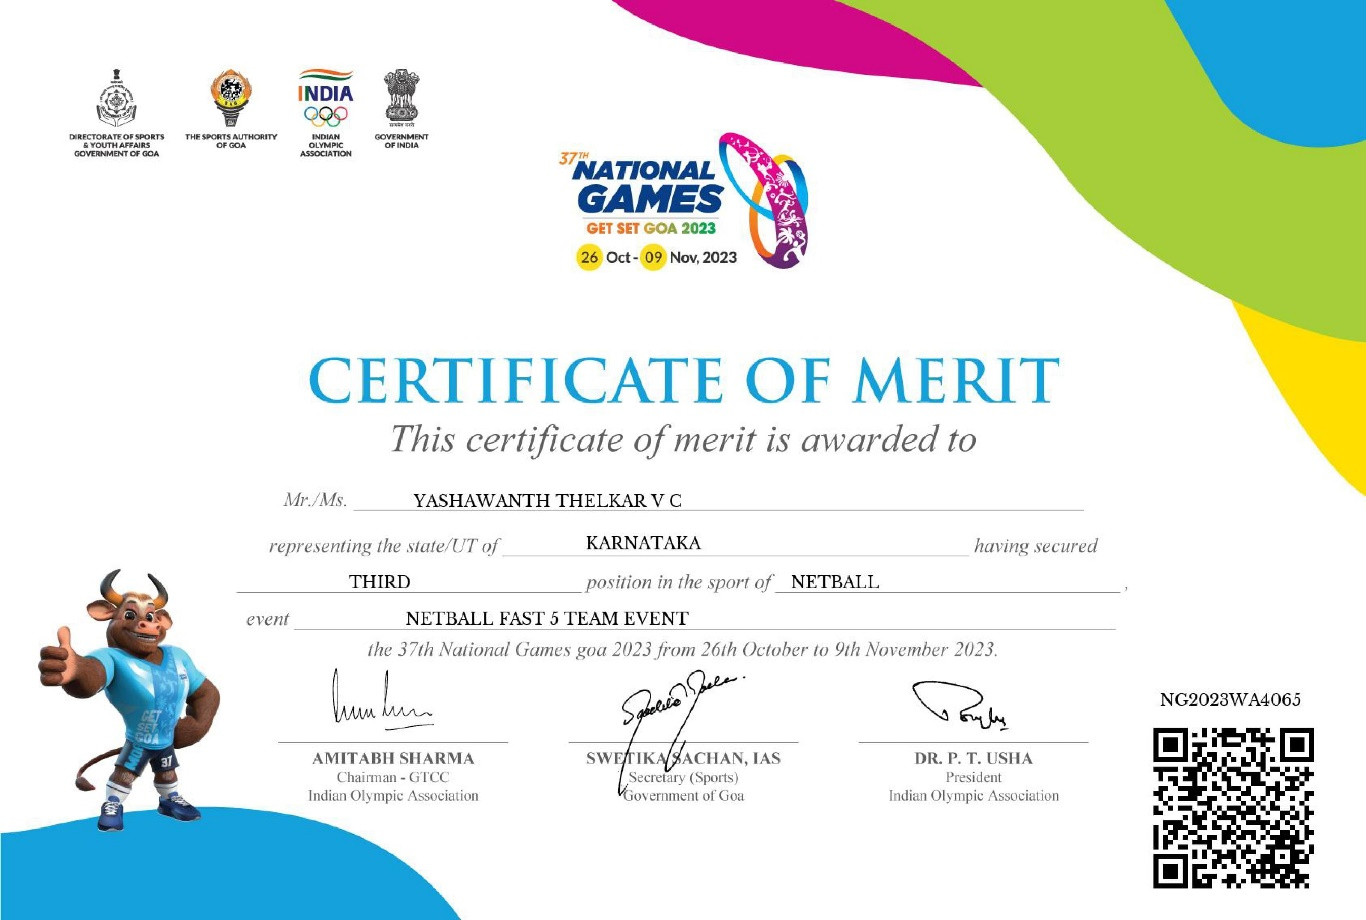 DIRECTORATE OF SPORTS
& YOUTH AFFAIRS
GOVERNMENT OF GOA
THE SPORTS AUTHORITY
OF GOA
INDIA
INDIAN
OLYMPIC
ASSOCIATION
GOVERNMENT
OF INDIA
37TH
NATIONAL
GAMES
GET SET GOA 2023
26 Oct - 09 Nov, 2023
CERTIFICATE OF MERIT
This certificate of merit is awarded to
Mr./Ms. YASHAWANTH THELKAR V C
representing the state/UT of KARNATAKA having secured
THIRD position in the sport of NETBALL ,
event NETBALL FAST 5 TEAM EVENT
the 37th National Games goa 2023 from 26th October to 9th November 2023.
AMITABH SHARMA
Chairman - GTCC
Indian Olympic Association
SWETIKA SACHAN, IAS
Secretary (Sports)
Government of Goa
DR. P. T. USHA
President
Indian Olympic Association
NG2023WA4065
GET
SET
GOA
37